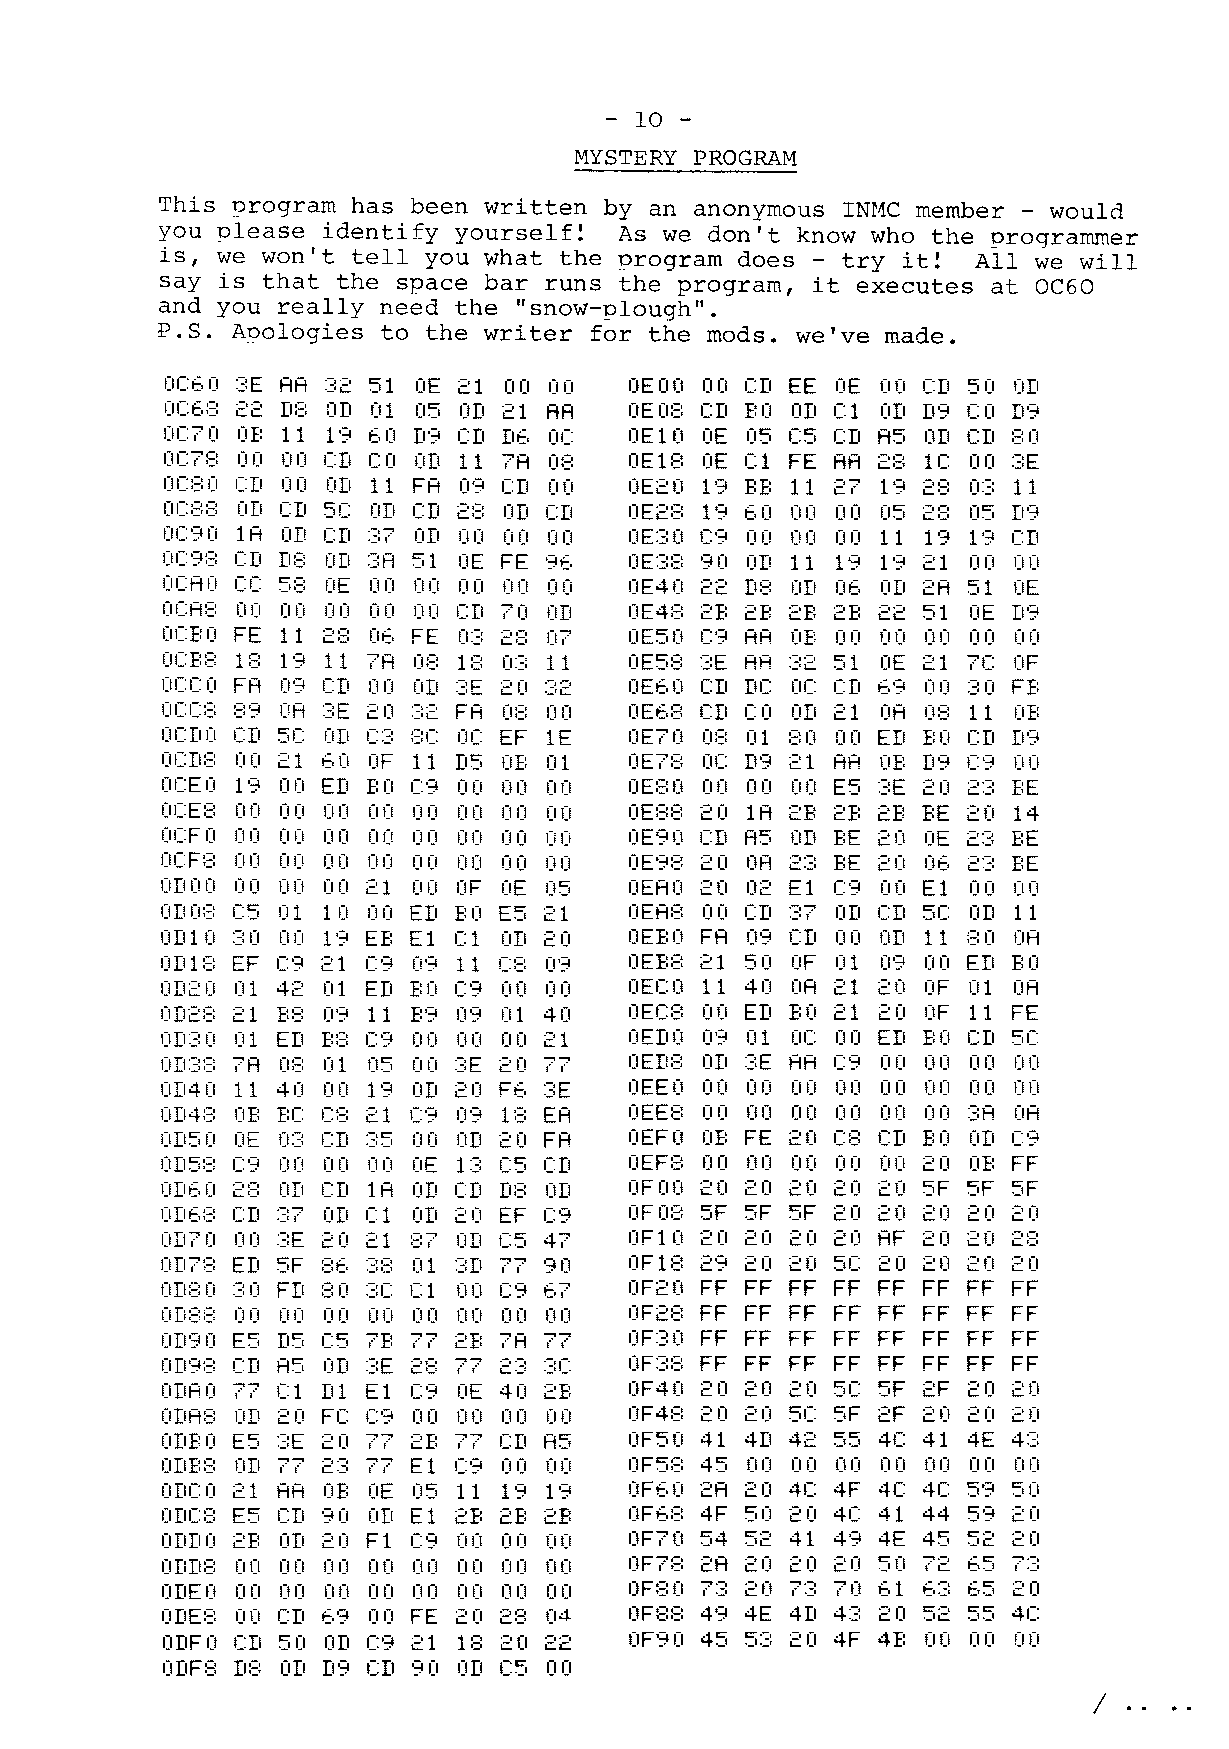 - 10 -
MYSTERY PROGRAM
This program has been written by an anonymous INMC member - would
you please identify yourself!  As we don't know who the programmer
is, we won't tell you what the program does - try it!  All we will
say is that the space bar runs the program, it executes at OC60
and you really need the "snow-plough".
P.S. Apologies to the writer for the mods. we've made.
0C60 3E AA 32 51 0E 21 00 00
0C68 22 D8 0D 01 05 0D 21 AA
0C70 0B 11 19 60 D9 CD D6 0C
0C78 00 00 CD C0 0D 11 7A 08
0C80 CD 00 0D 11 FA 09 CD 00
0C88 0D CD 5C 0D CD 28 0D CD
0C90 1A 0D CD 37 0D 00 00 00
0C98 CD D8 0D 3A 51 0E FE 96
0CA0 CC 58 0E 00 00 00 00 00
0CA8 00 00 00 00 00 CD 70 0D
0CB0 FE 11 28 06 FE 03 28 07
0CB8 18 19 11 7A 08 18 03 11
0CC0 FA 09 CD 00 0D 3E 20 32
0CC8 89 0A 3E 20 32 FA 08 00
0CD0 CD 5C 0D C3 8C 0C EF 1E
0CD8 00 21 60 0F 11 D5 0B 01
0CE0 19 00 ED B0 C9 00 00 00
0CE8 00 00 00 00 00 00 00 00
0CF0 00 00 00 00 00 00 00 00
0CF8 00 00 00 00 00 00 00 00
0D00 00 00 00 21 00 0F 0E 05
0D08 C5 01 10 00 ED B0 E5 21
0D10 30 00 19 EB E1 C1 0D 20
0D18 EF C9 21 C9 09 11 C8 09
0D20 01 42 01 ED B0 C9 00 00
0D28 21 B8 09 11 B9 09 01 40
0D30 01 ED B8 C9 00 00 00 21
0D38 7A 08 01 05 00 3E 20 77
0D40 11 40 00 19 0D 20 F6 3E
0D48 0B BC C8 21 C9 09 18 EA
0D50 0E 03 CD 35 00 0D 20 FA
0D58 C9 00 00 00 0E 13 C5 CD
0D60 28 0D CD 1A 0D CD D8 0D
0D68 CD 37 0D C1 0D 20 EF C9
0D70 00 3E 20 21 87 0D C5 47
0D78 ED 5F 86 38 01 3D 77 90
0D80 30 FD 80 3C C1 00 C9 67
0D88 00 00 00 00 00 00 00 00
0D90 E5 D5 C5 7B 77 2B 7A 77
0D98 CD A5 0D 3E 28 77 23 3C
0DA0 77 C1 D1 E1 C9 0E 40 2B
0DA8 0D 20 FC C9 00 00 00 00
0DB0 E5 3E 20 77 2B 77 CD A5
0DB8 0D 77 23 77 E1 C9 00 00
0DC0 21 AA 0B 0E 05 11 19 19
0DC8 E5 CD 90 0D E1 2B 2B 2B
0DD0 2B 0D 20 F1 C9 00 00 00
0DD8 00 00 00 00 00 00 00 00
0DE0 00 00 00 00 00 00 00 00
0DE8 00 CD 69 00 FE 20 28 04
0DF0 CD 50 0D C9 21 18 20 22
0DF8 D8 0D D9 CD 90 0D C5 00
0E00 00 CD EE 0E 00 CD 50 0D
0E08 CD B0 0D C1 0D D9 C0 D9
0E10 0E 05 C5 CD A5 0D CD 80
0E18 0E C1 FE AA 28 1C 00 3E
0E20 19 BB 11 27 19 28 03 11
0E28 19 60 00 00 05 28 05 D9
0E30 C9 00 00 00 11 19 19 CD
0E38 90 0D 11 19 19 21 00 00
0E40 22 D8 0D 06 0D 2A 51 0E
0E48 2B 2B 2B 2B 22 51 0E D9
0E50 C9 AA 0B 00 00 00 00 00
0E58 3E AA 32 51 0E 21 7C 0F
0E60 CD DC 0C CD 69 00 30 FB
0E68 CD C0 0D 21 0A 08 11 0B
0E70 08 01 80 00 ED B0 CD D9
0E78 0C D9 21 AA 0B D9 C9 00
0E80 00 00 00 E5 3E 20 23 BE
0E88 20 1A 2B 2B 2B BE 20 14
0E90 CD A5 0D BE 20 0E 23 BE
0E98 20 0A 23 BE 20 06 23 BE
0EA0 20 02 E1 C9 00 E1 00 00
0EA8 00 CD 37 0D CD 5C 0D 11
0EB0 FA 09 CD 00 0D 11 80 0A
0EB8 21 50 0F 01 09 00 ED B0
0EC0 11 40 0A 21 20 0F 01 0A
0EC8 00 ED B0 21 20 0F 11 FE
0ED0 09 01 0C 00 ED B0 CD 5C
0ED8 0D 3E AA C9 00 00 00 00
0EE0 00 00 00 00 00 00 00 00
0EE8 00 00 00 00 00 00 3A 0A
0EF0 0B FE 20 C8 CD B0 0D C9
0EF8 00 00 00 00 00 20 0B FF
0F00 20 20 20 20 20 5F 5F 5F
0F08 5F 5F 5F 20 20 20 20 20
0F10 20 20 20 20 AF 20 20 28
0F18 29 20 20 5C 20 20 20 20
0F20 FF FF FF FF FF FF FF FF
0F28 FF FF FF FF FF FF FF FF
0F30 FF FF FF FF FF FF FF FF
0F38 FF FF FF FF FF FF FF FF
0F40 20 20 20 5C 5F 2F 20 20
0F48 20 20 5C 5F 2F 20 20 20
0F50 41 4D 42 55 4C 41 4E 43
0F58 45 00 00 00 00 00 00 00
0F60 2A 20 4C 4F 4C 4C 59 50
0F68 4F 50 20 4C 41 44 59 20
0F70 54 52 41 49 4E 45 52 20
0F78 2A 20 20 20 50 72 65 73
0F80 73 20 73 70 61 63 65 20
0F88 49 4E 4D 43 20 52 55 4C
0F90 45 53 20 4F 4B 00 00 00
/ .. ..